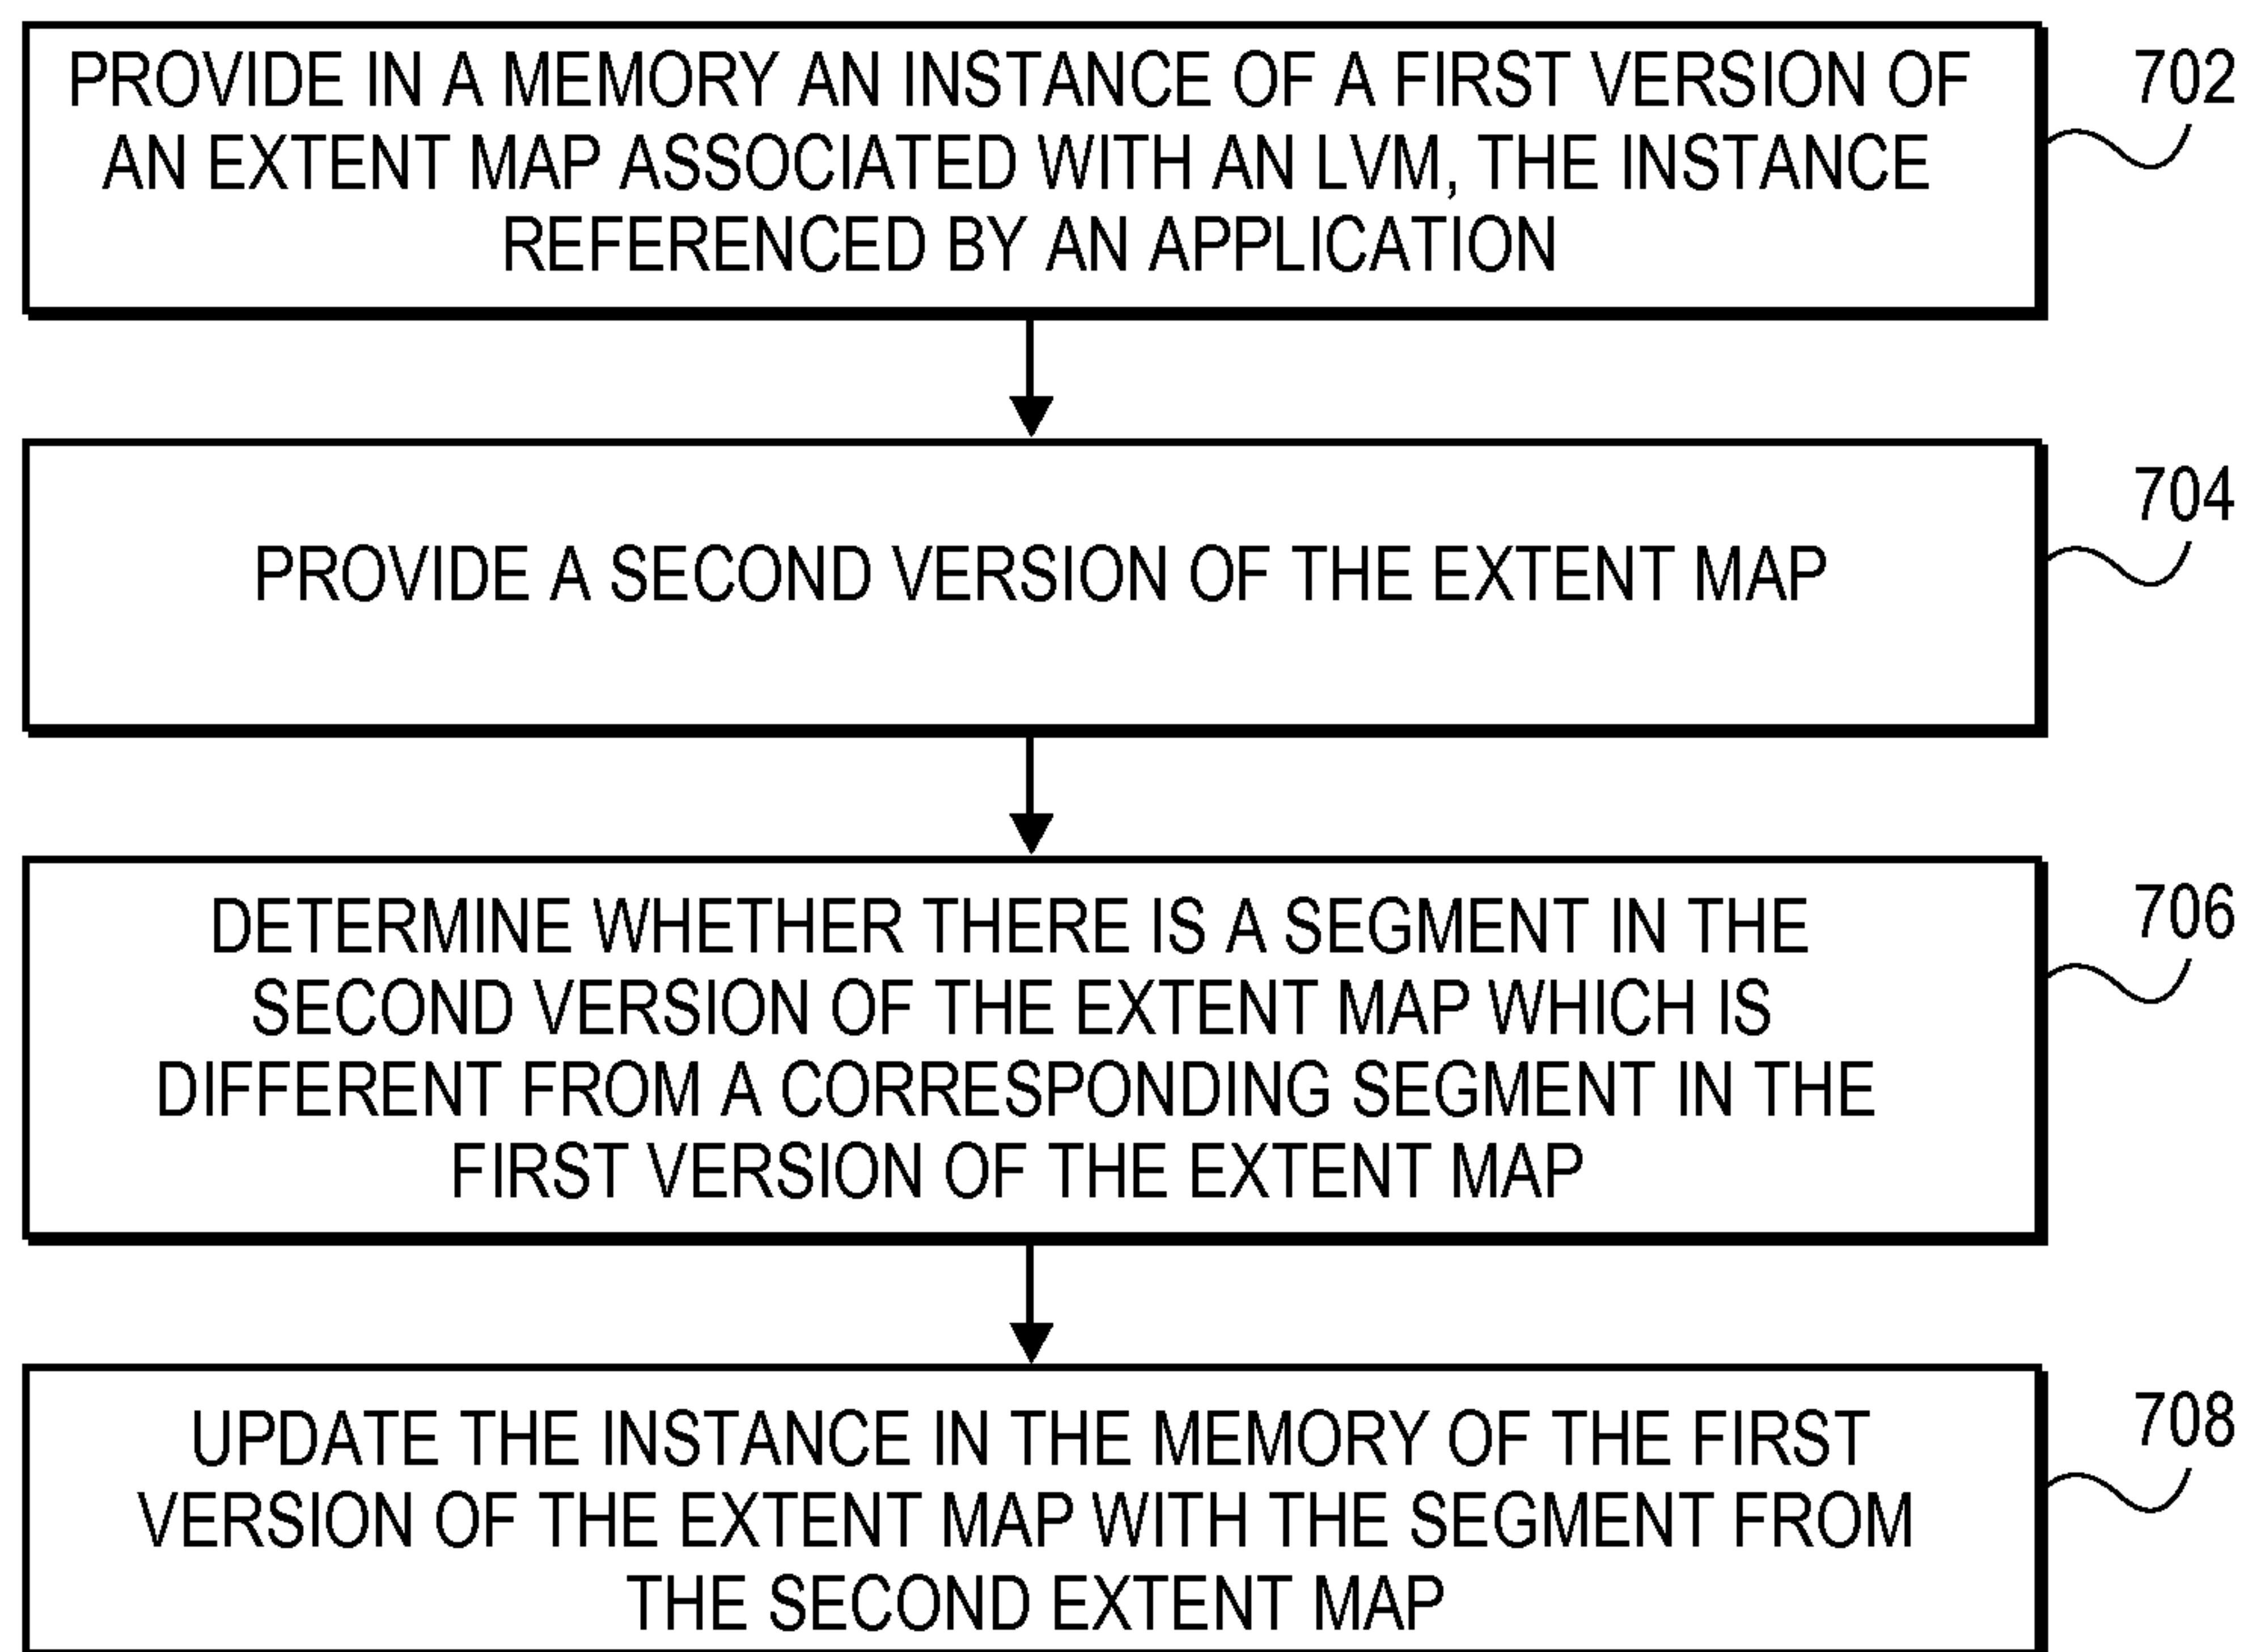 PROVIDE IN A MEMORY AN INSTANCE OF A FIRST VERSION OF
AN EXTENT MAP ASSOCIATED WITH AN LVM, THE INSTANCE
REFERENCED BY AN APPLICATION
702
PROVIDE A SECOND VERSION OF THE EXTENT MAP
704
DETERMINE WHETHER THERE IS A SEGMENT IN THE
SECOND VERSION OF THE EXTENT MAP WHICH IS
DIFFERENT FROM A CORRESPONDING SEGMENT IN THE
FIRST VERSION OF THE EXTENT MAP
706
UPDATE THE INSTANCE IN THE MEMORY OF THE FIRST
VERSION OF THE EXTENT MAP WITH THE SEGMENT FROM
THE SECOND EXTENT MAP
708